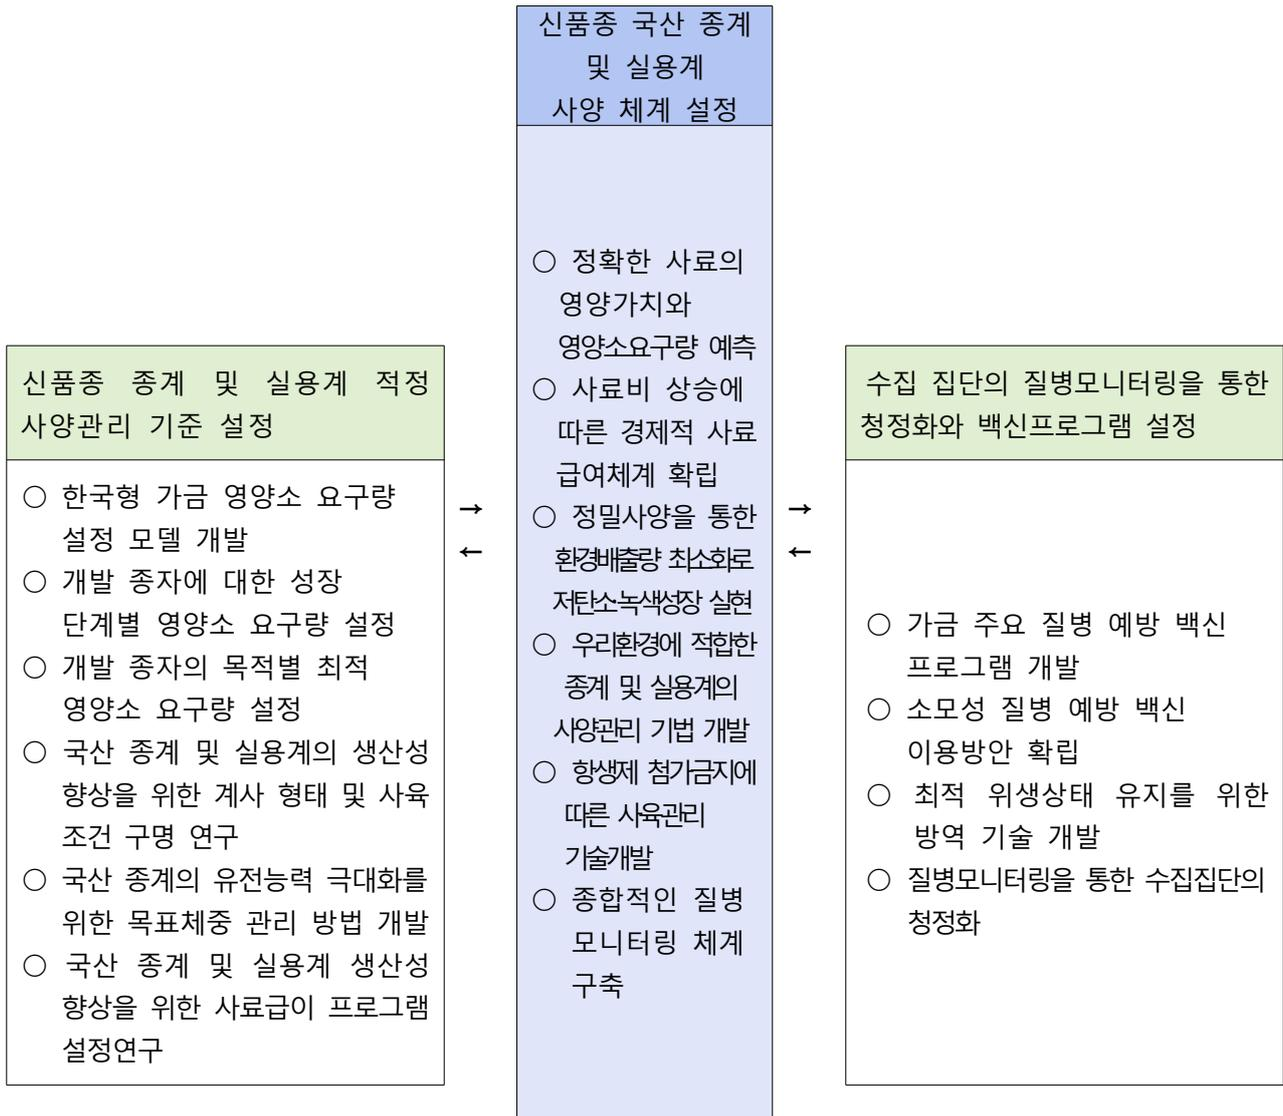 신품종 국산 종계
및 실용계
사양 체계 설정
○ 정확한 사료의
영양가치와
영양소요구량 예측
○ 사료비 상승에
따른 경제적 사료
급여체계 확립
○ 정밀사양을 통한
환경배출량 최소화로
저탄소·녹색성장 실현
○ 우리환경에 적합한
종계 및 실용계의
사양관리 기법 개발
○ 항생제 첨가금지에
따른 사육관리
기술개발
○ 종합적인 질병
모니터링 체계
구축
신품종 종계 및 실용계 적정
사양관리 기준 설정
○ 한국형 가금 영양소 요구량
설정 모델 개발
○ 개발 종자에 대한 성장
단계별 영양소 요구량 설정
○ 개발 종자의 목적별 최적
영양소 요구량 설정
○ 국산 종계 및 실용계의 생산성
향상을 위한 계사 형태 및 사육
조건 구명 연구
○ 국산 종계의 유전능력 극대화를
위한 목표체중 관리 방법 개발
○ 국산 종계 및 실용계 생산성
향상을 위한 사료급이 프로그램
설정연구
→
←
→
←
수집 집단의 질병모니터링을 통한
청정화와 백신프로그램 설정
○ 가금 주요 질병 예방 백신
프로그램 개발
○ 소모성 질병 예방 백신
이용방안 확립
○ 최적 위생상태 유지를 위한
방역 기술 개발
○ 질병모니터링을 통한 수집집단의
청정화